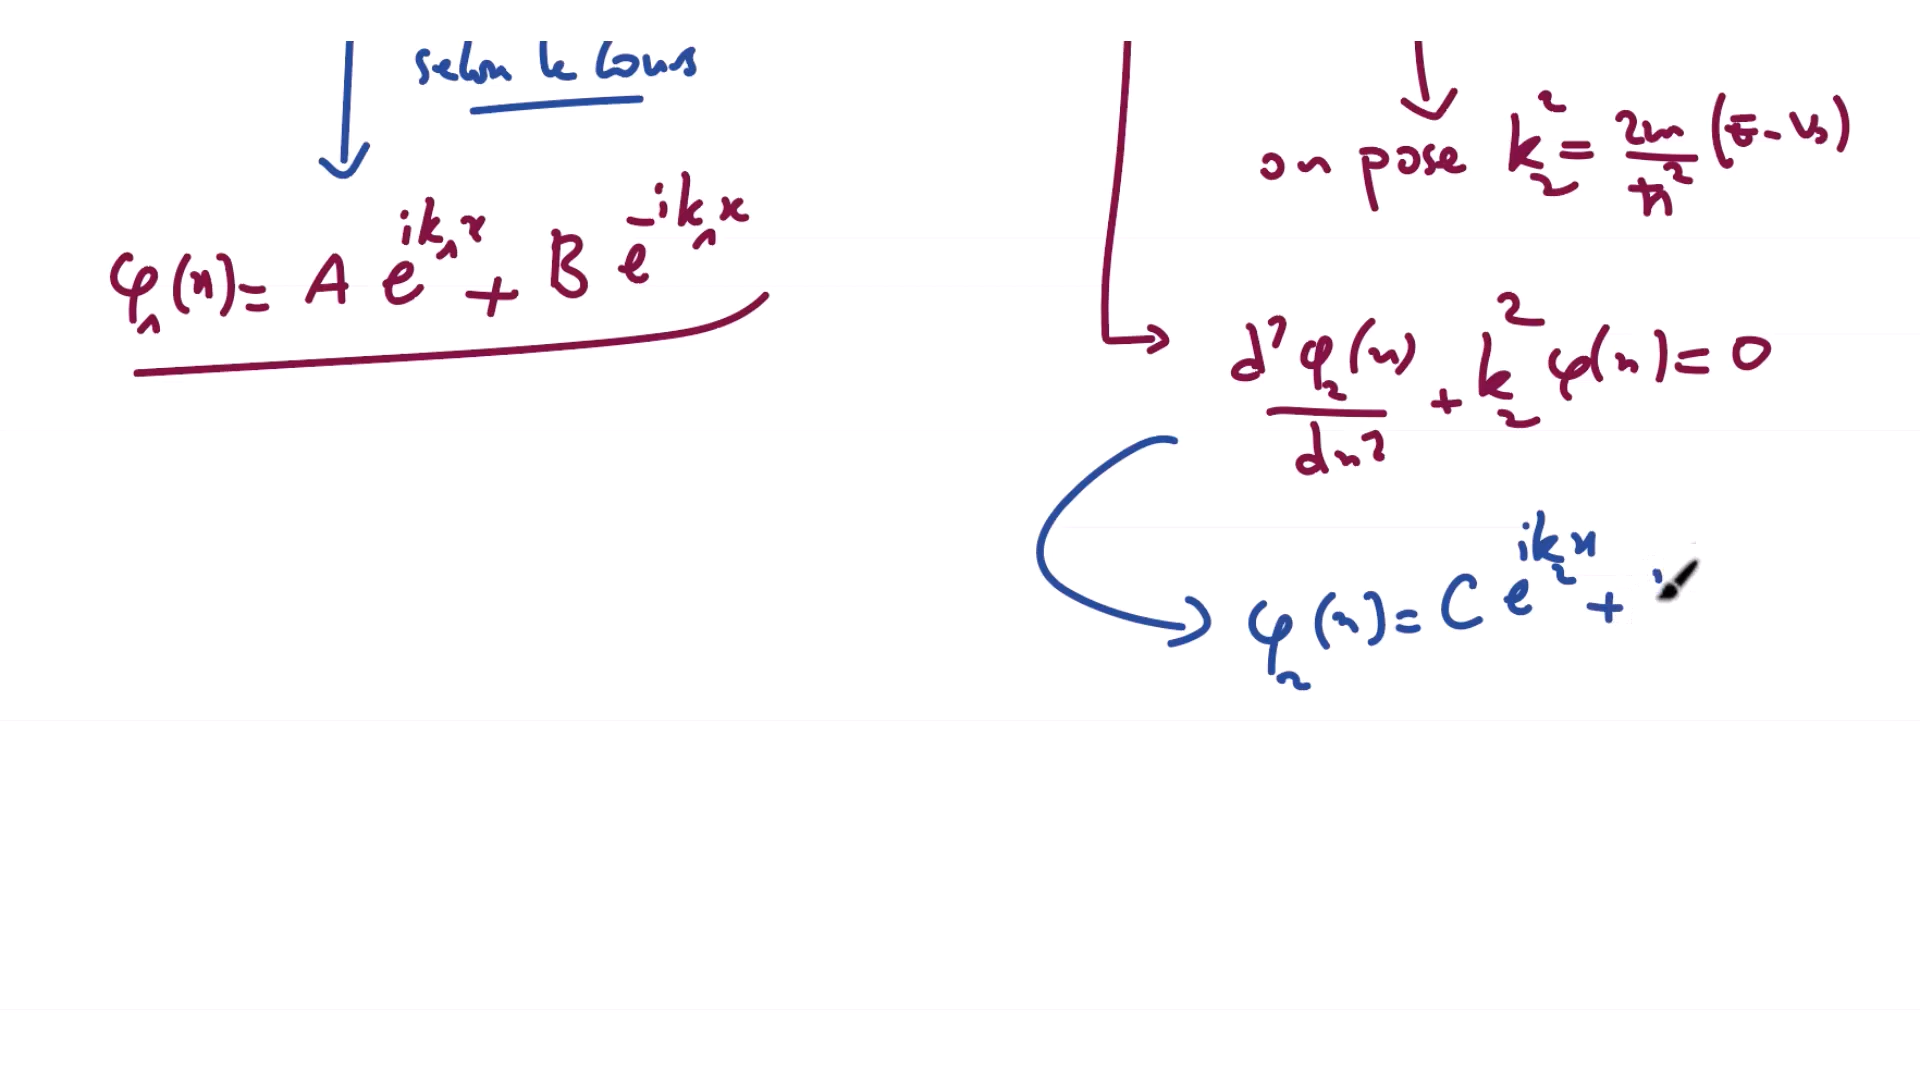 selon le Cours
on pose k₂² = 2m/ħ² (E - V₀)
φ₁(x) = A e^{ik₁x} + B e^{-ik₁x}
d²φ₂(x)/dx² + k₂² φ(x) = 0
φ₂(x) = C e^{ik₂x} +